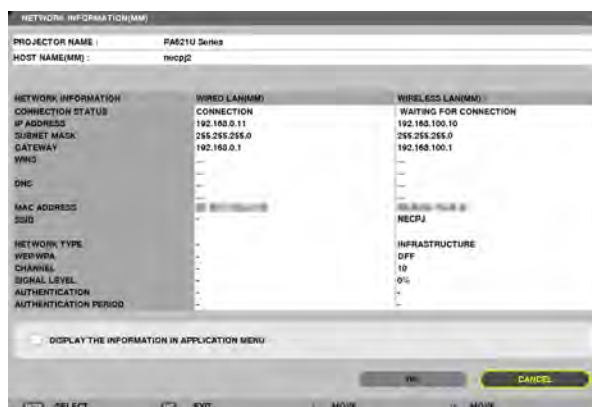 NETWORK INFORMATION(MM)
PROJECTOR NAME : PA621U Series
HOST NAME(MM) : necpj2
NETWORK INFORMATION WIRED LAN(MM) WIRELESS LAN(MM)
CONNECTION STATUS CONNECTION WAITING FOR CONNECTION
IP ADDRESS 192.168.0.11 192.168.100.10
SUBNET MASK 255.255.255.0 255.255.255.0
GATEWAY 192.168.0.1 192.168.100.1
WINS -- --
-- --
DNS -- --
-- --
MAC ADDRESS
SSID - NECPJ
NETWORK TYPE - INFRASTRUCTURE
WEP/WPA - OFF
CHANNEL - 10
SIGNAL LEVEL - 0%
AUTHENTICATION - -
AUTHENTICATION PERIOD - -
DISPLAY THE INFORMATION IN APPLICATION MENU
CANCEL
:SELECT :EXIT :MOVE :MOVE